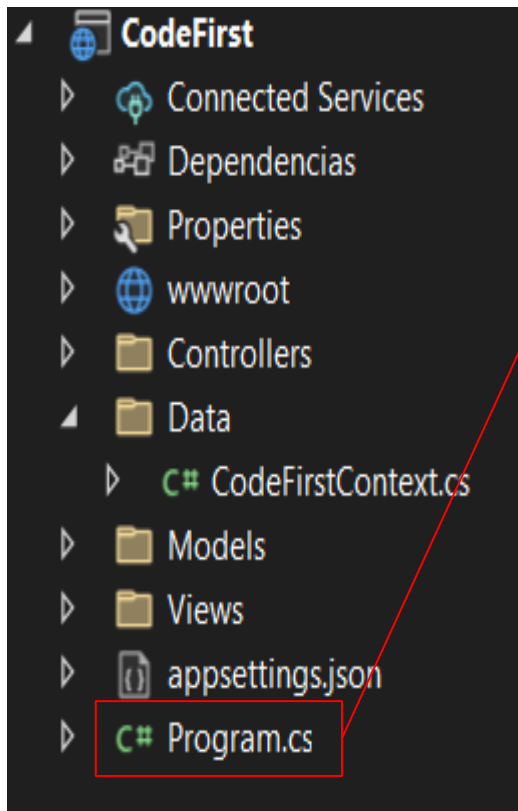 CodeFirst
Connected Services
Dependencias
Properties
wwwroot
Controllers
Data
C# CodeFirstContext.cs
Models
Views
appsettings.json
C# Program.cs